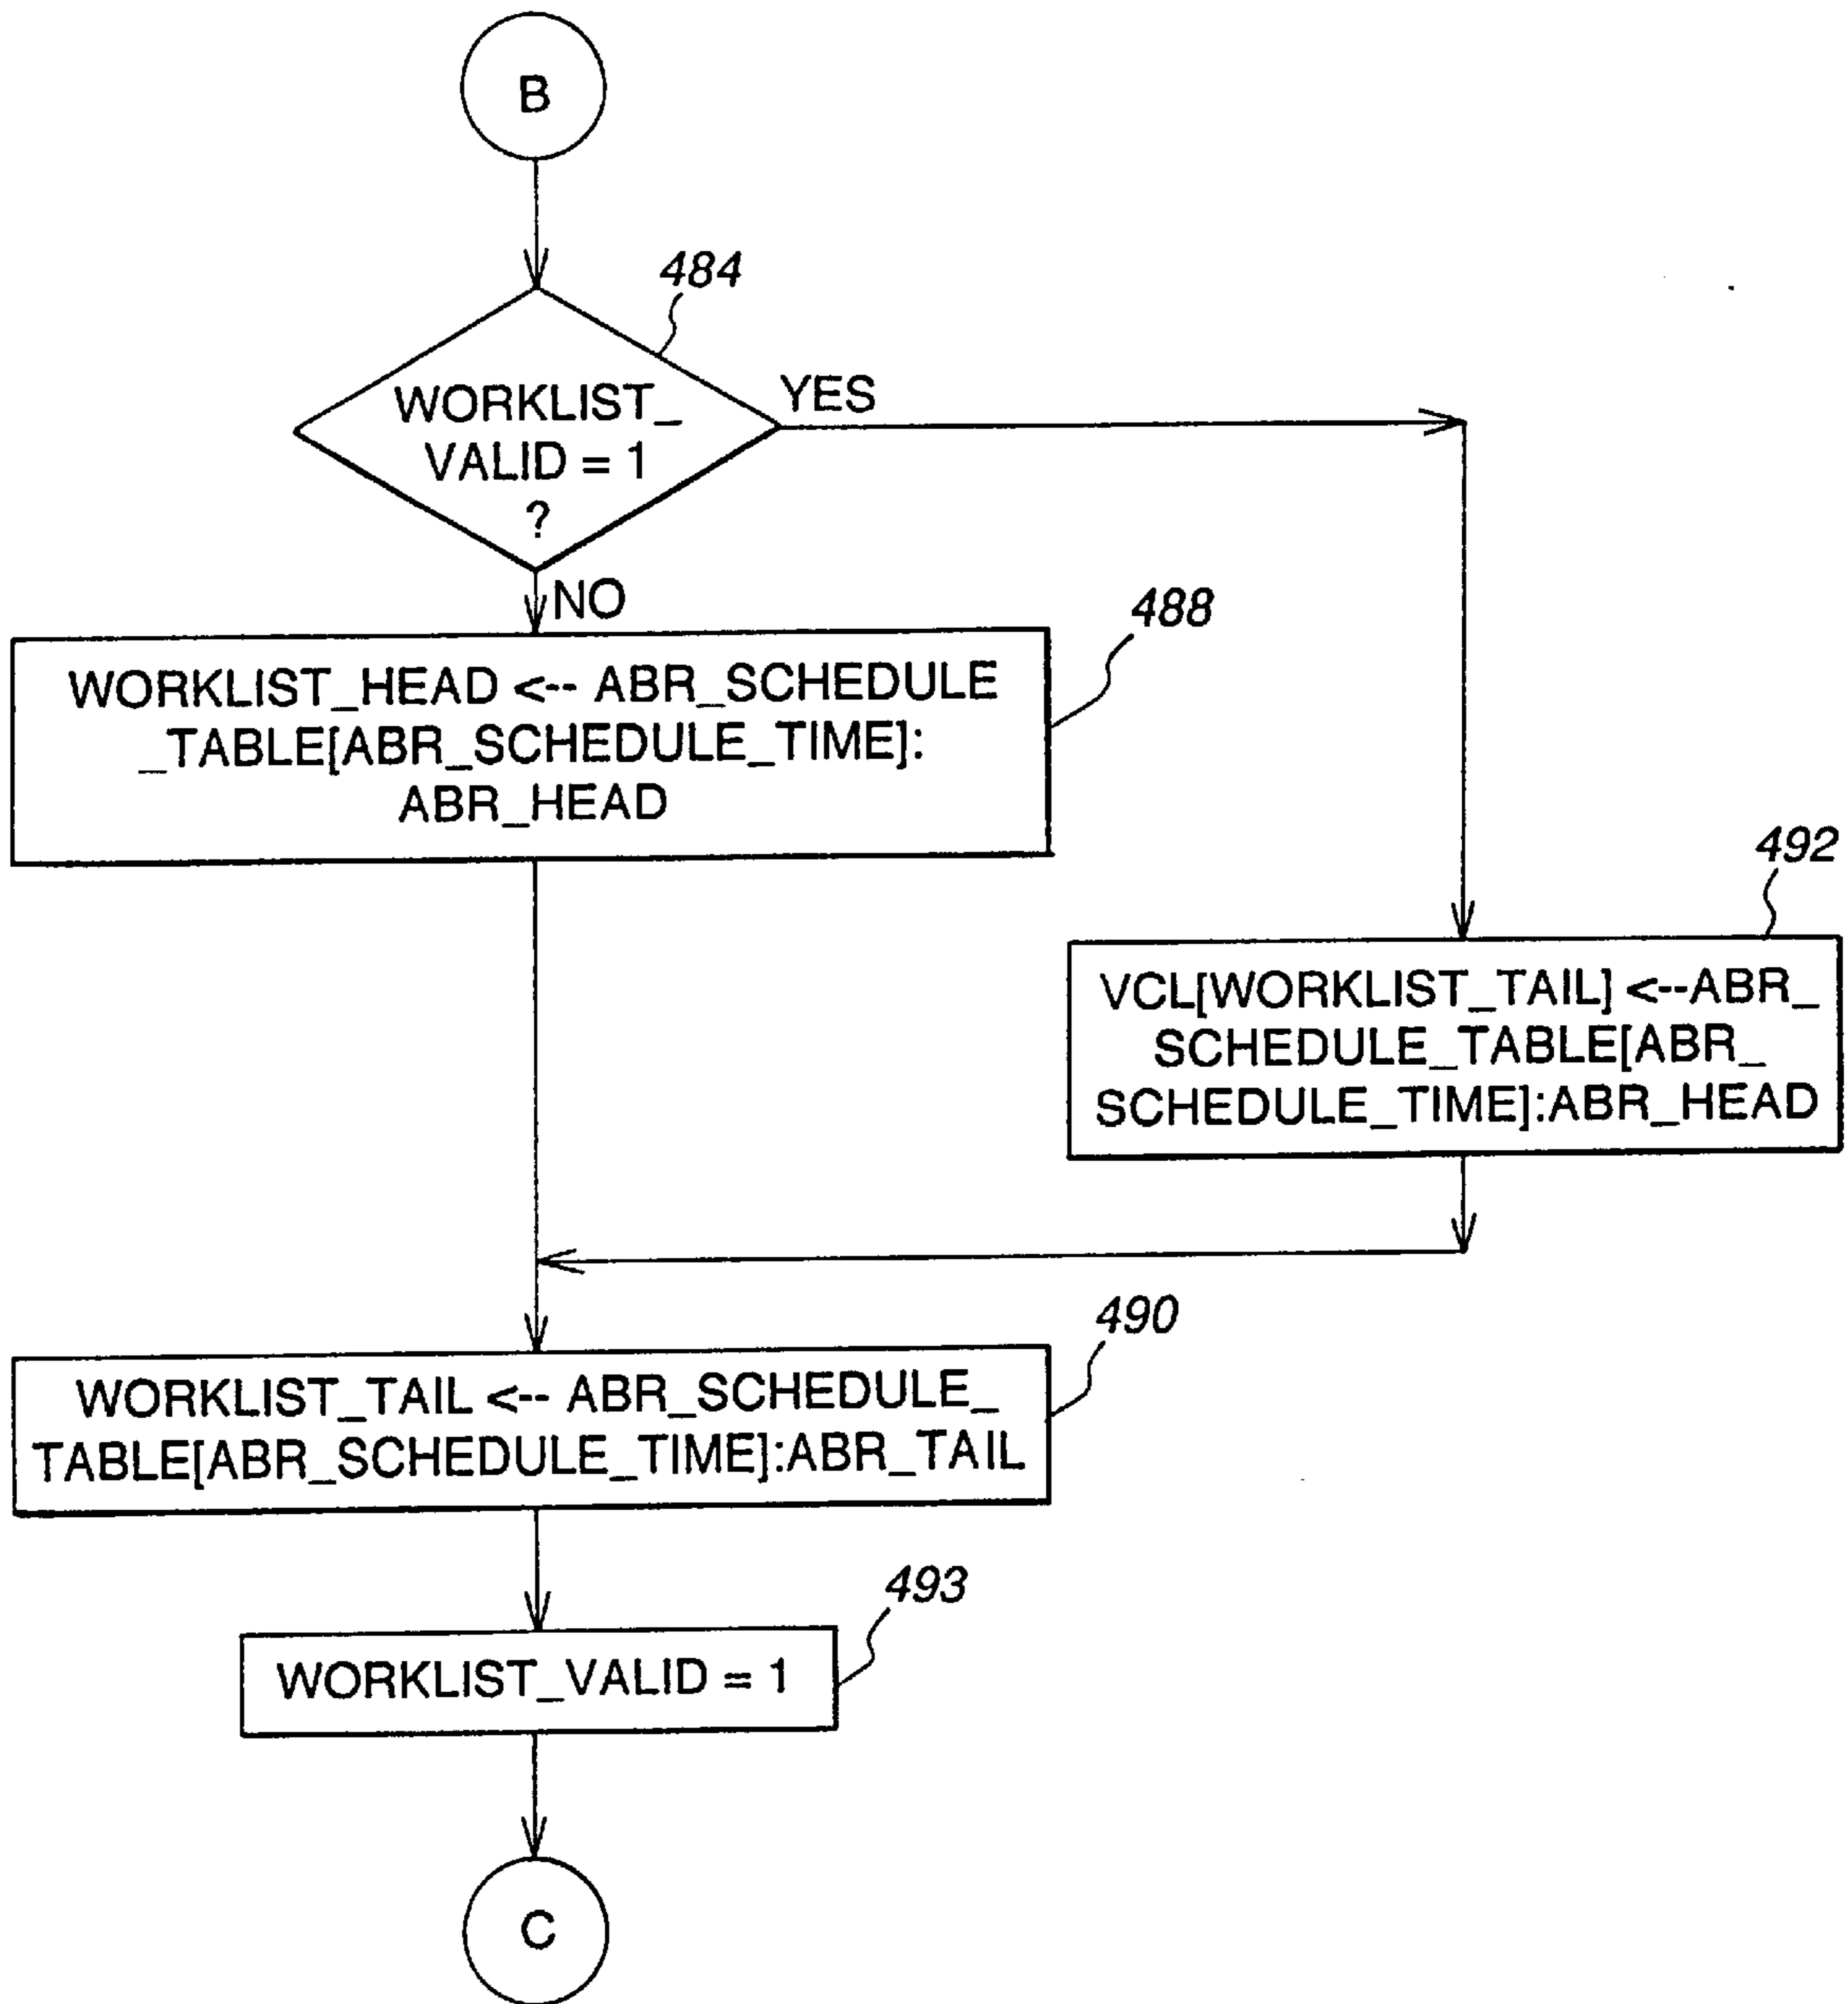 B
484
WORKLIST_
VALID = 1
?
YES
NO
488
WORKLIST_HEAD <-- ABR_SCHEDULE
_TABLE[ABR_SCHEDULE_TIME]:
ABR_HEAD
492
VCL[WORKLIST_TAIL] <--ABR_
SCHEDULE_TABLE[ABR_
SCHEDULE_TIME]:ABR_HEAD
490
WORKLIST_TAIL <-- ABR_SCHEDULE_
TABLE[ABR_SCHEDULE_TIME]:ABR_TAIL
493
WORKLIST_VALID = 1
C